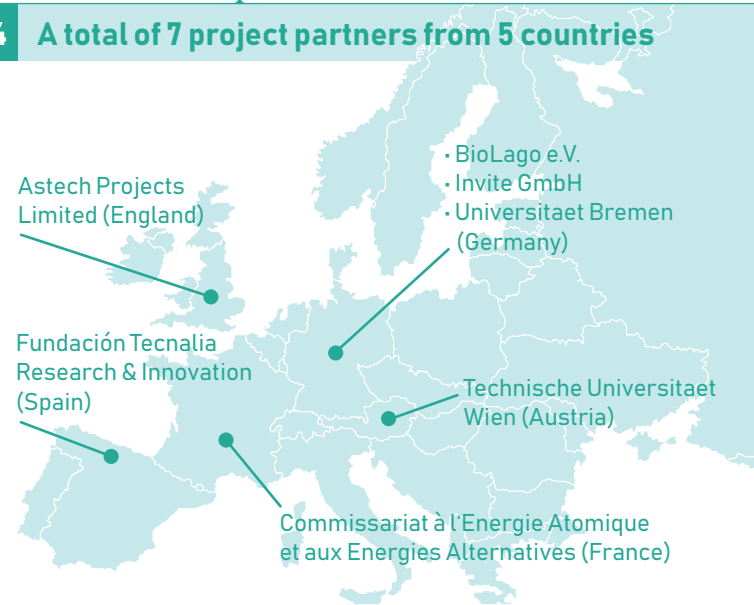 4 A total of 7 project partners from 5 countries
Astech Projects
Limited (England)
· BioLago e.V.
· Invite GmbH
· Universitaet Bremen
(Germany)
Fundación Tecnalia
Research & Innovation
(Spain)
Technische Universitaet
Wien (Austria)
Commissariat à l‘Energie Atomique
et aux Energies Alternatives (France)